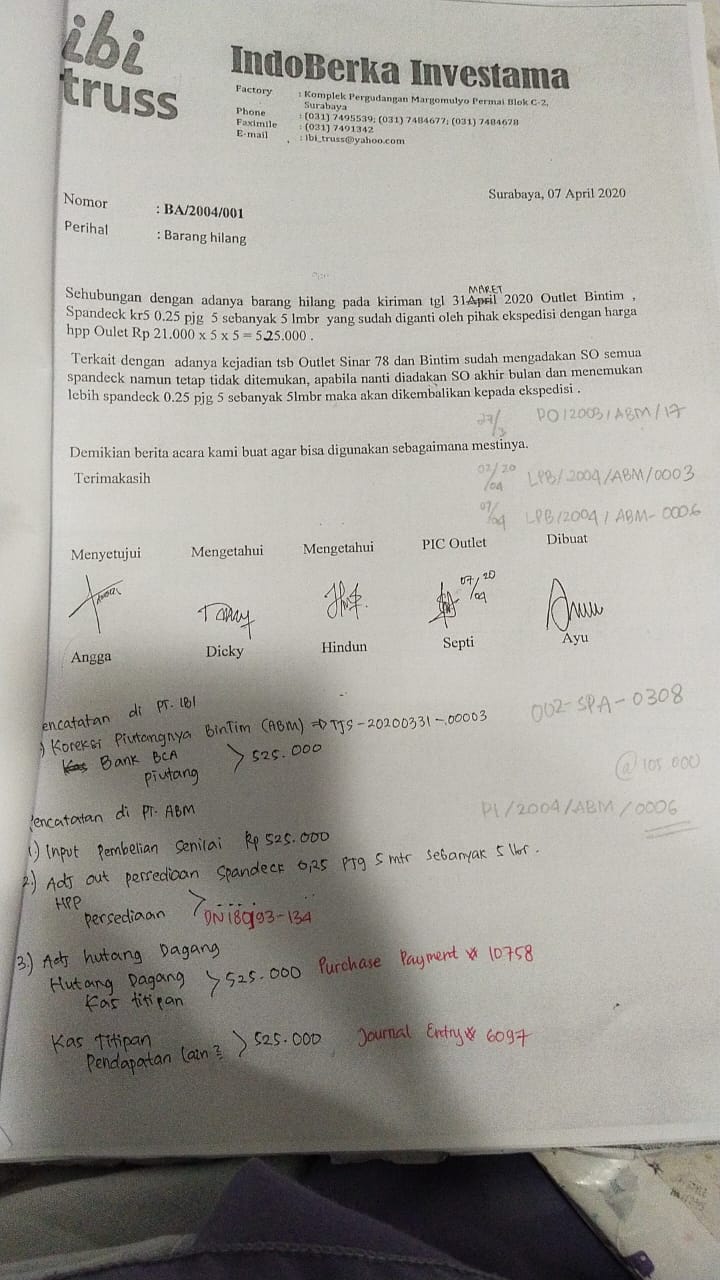 ibi
truss
IndoBerka Investama
Factory : Komplek Pergudangan Margomulyo Permai Blok C-2,
Surabaya
Phone : (031) 7495539; (031) 7484677; (031) 7484678
Faximile : (031) 7491342
E-mail : ibi_truss@yahoo.com
Surabaya, 07 April 2020
Nomor : BA/2004/001
Perihal : Barang hilang
MARET
Sehubungan dengan adanya barang hilang pada kiriman tgl 31 April 2020 Outlet Bintim ,
Spandeck kr5 0.25 pjg 5 sebanyak 5 lmbr yang sudah diganti oleh pihak ekspedisi dengan harga
hpp Oulet Rp 21.000 x 5 x 5 = 525.000 .
Terkait dengan adanya kejadian tsb Outlet Sinar 78 dan Bintim sudah mengadakan SO semua
spandeck namun tetap tidak ditemukan, apabila nanti diadakan SO akhir bulan dan menemukan
lebih spandeck 0.25 pjg 5 sebanyak 5lmbr maka akan dikembalikan kepada ekspedisi .
27/3 PO/2003/ABM/17
Demikian berita acara kami buat agar bisa digunakan sebagaimana mestinya.
Terimakasih
02/04 20 LPB/2004/ABM/0003
07/04 LPB/2004/ABM-0006
Menyetujui Mengetahui Mengetahui PIC Outlet Dibuat
07/04 20
Angga Dicky Hindun Septi Ayu
encatatan di PT. IBI
002-SPA-0308
) Koreksi Piutangnya BinTim (ABM) => TJS-20200331-00003
Kas Bank BCA
piutang > 525.000
@ 105.000
encatatan di PT. ABM
PI/2004/ABM/0006
1.) Input Pembelian Senilai Rp 525.000
2.) Adj out persediaan Spandeck 0,25 PJg 5 mtr Sebanyak 5 lbr.
HPP
persediaan > ....
DN 18993-134
3.) Adj hutang Dagang
Hutang Dagang > 525.000 Purchase Payment # 10758
Kas titipan
Kas Titipan > 525.000 Journal Entry # 6097
Pendapatan lain2